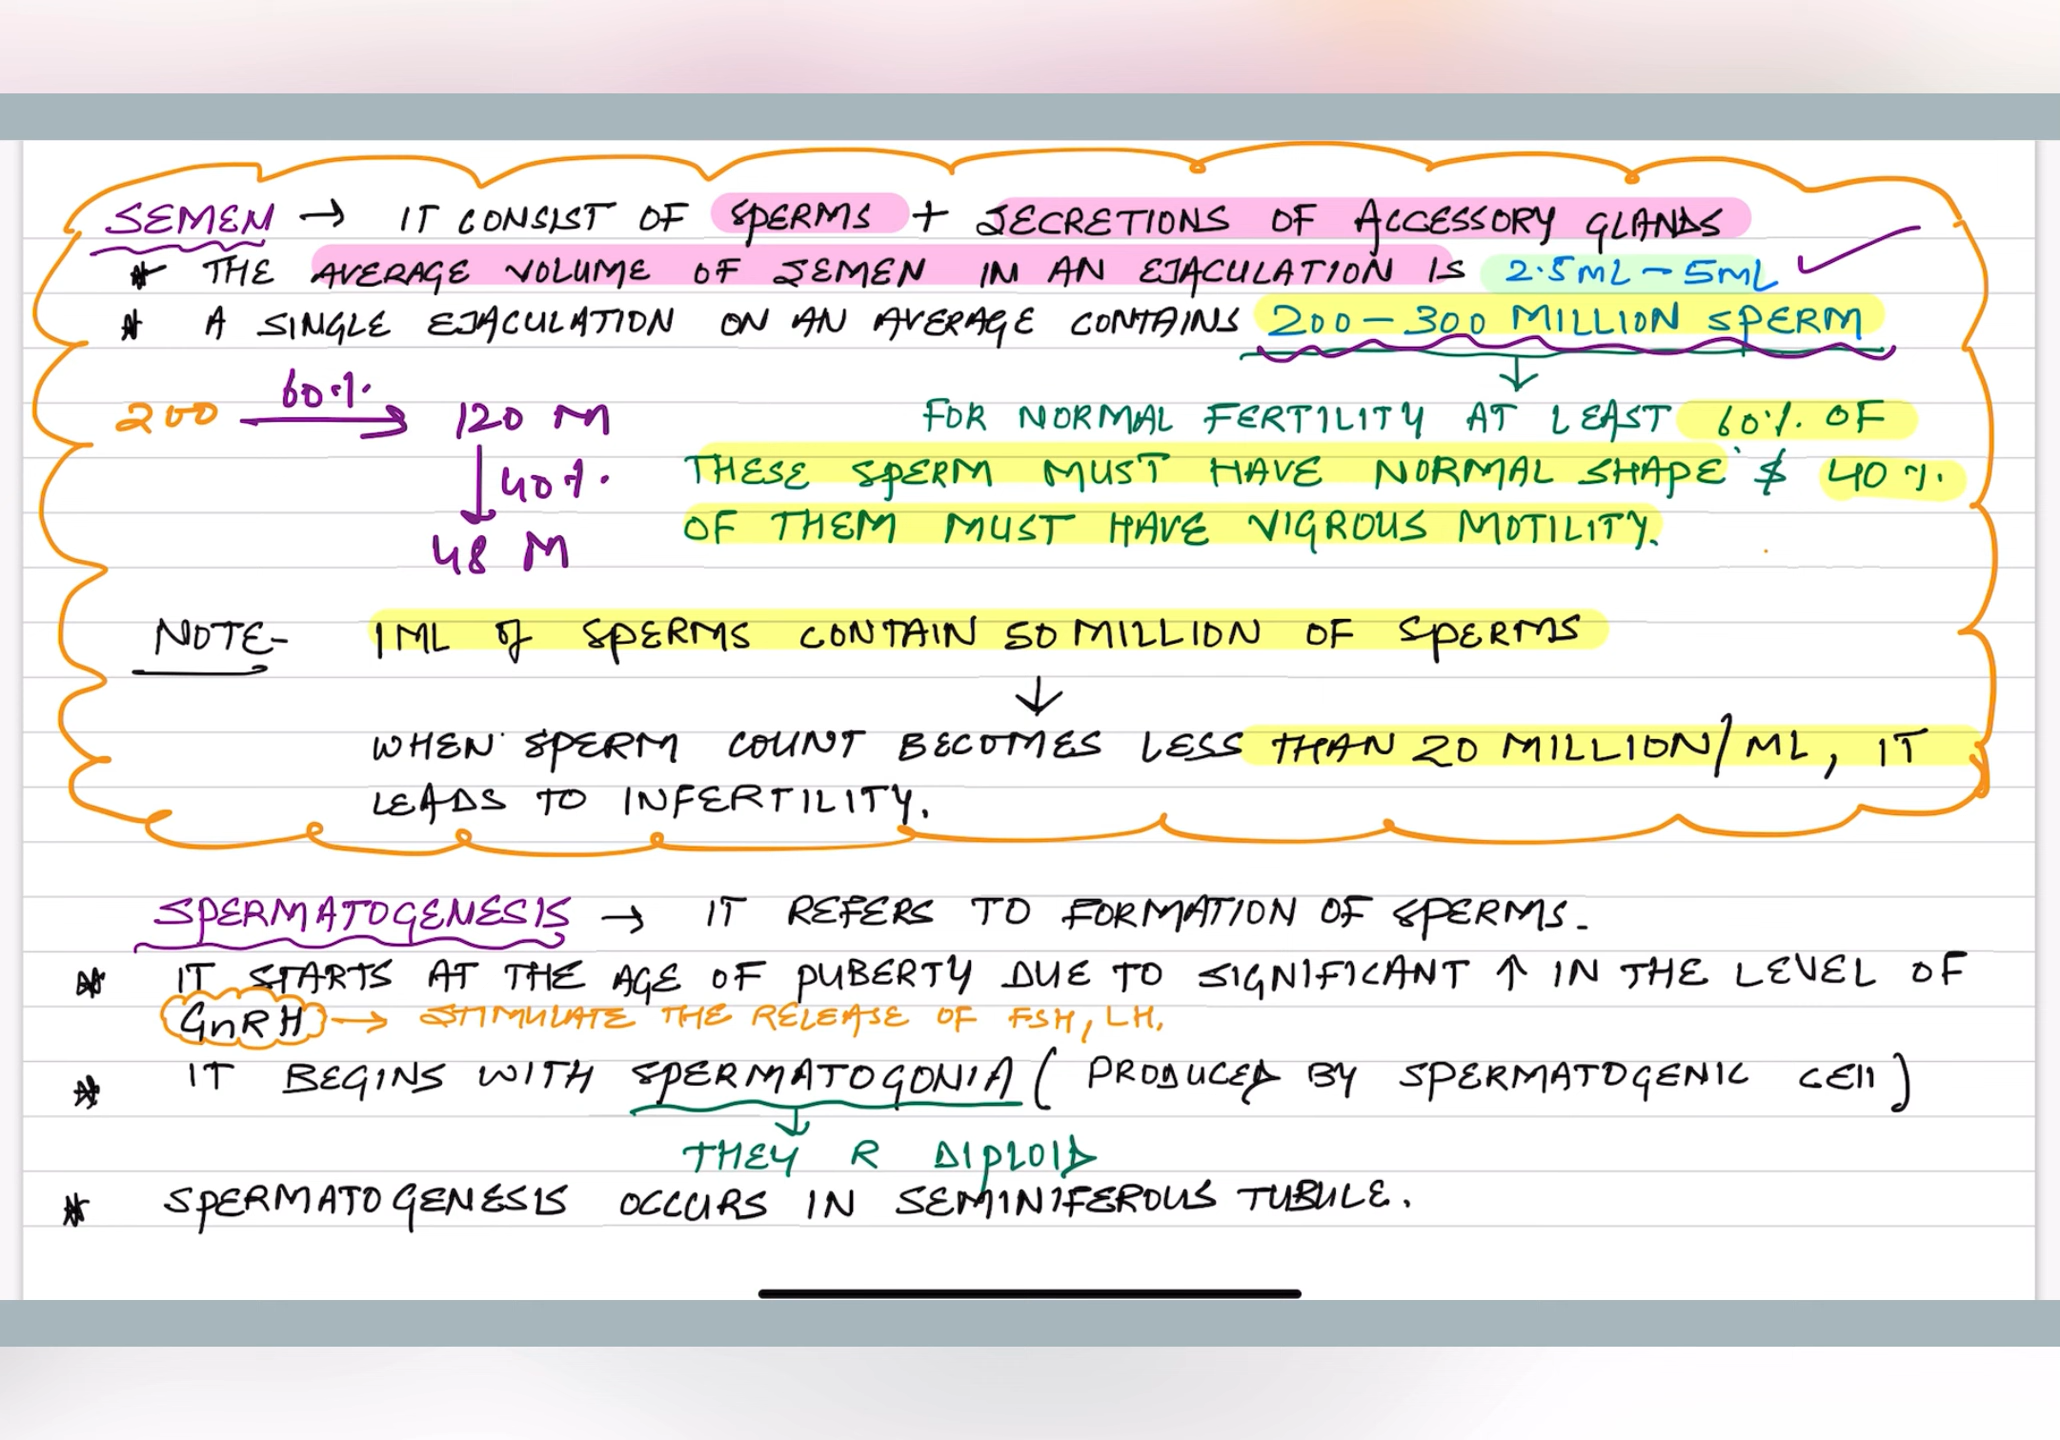 SEMEN → IT CONSIST OF SPERMS + SECRETIONS OF ACCESSORY GLANDS
* THE AVERAGE VOLUME OF SEMEN IN AN EJACULATION IS 2.5ML - 5ML ✓
* A SINGLE EJACULATION ON AN AVERAGE CONTAINS 200 - 300 MILLION SPERM
↓
200 60% → 120 M
FOR NORMAL FERTILITY AT LEAST 60% OF
↓ 40%
THESE SPERM MUST HAVE NORMAL SHAPE & 40%
48 M
OF THEM MUST HAVE VIGROUS MOTILITY.
NOTE- 1ML of SPERMS CONTAIN 50 MILLION OF SPERMS
↓
WHEN SPERM COUNT BECOMES LESS THAN 20 MILLION/ML, IT
LEADS TO INFERTILITY.
SPERMATOGENESIS → IT REFERS TO FORMATION OF SPERMS.
* IT STARTS AT THE AGE OF PUBERTY DUE TO SIGNIFICANT ↑ IN THE LEVEL OF
GnRH → STIMULATE THE RELEASE OF FSH, LH.
* IT BEGINS WITH SPERMATOGONIA (PRODUCED BY SPERMATOGENIC CEll)
↓
THEY R DIPLOID
* SPERMATOGENESIS OCCURS IN SEMINIFEROUS TUBULE.